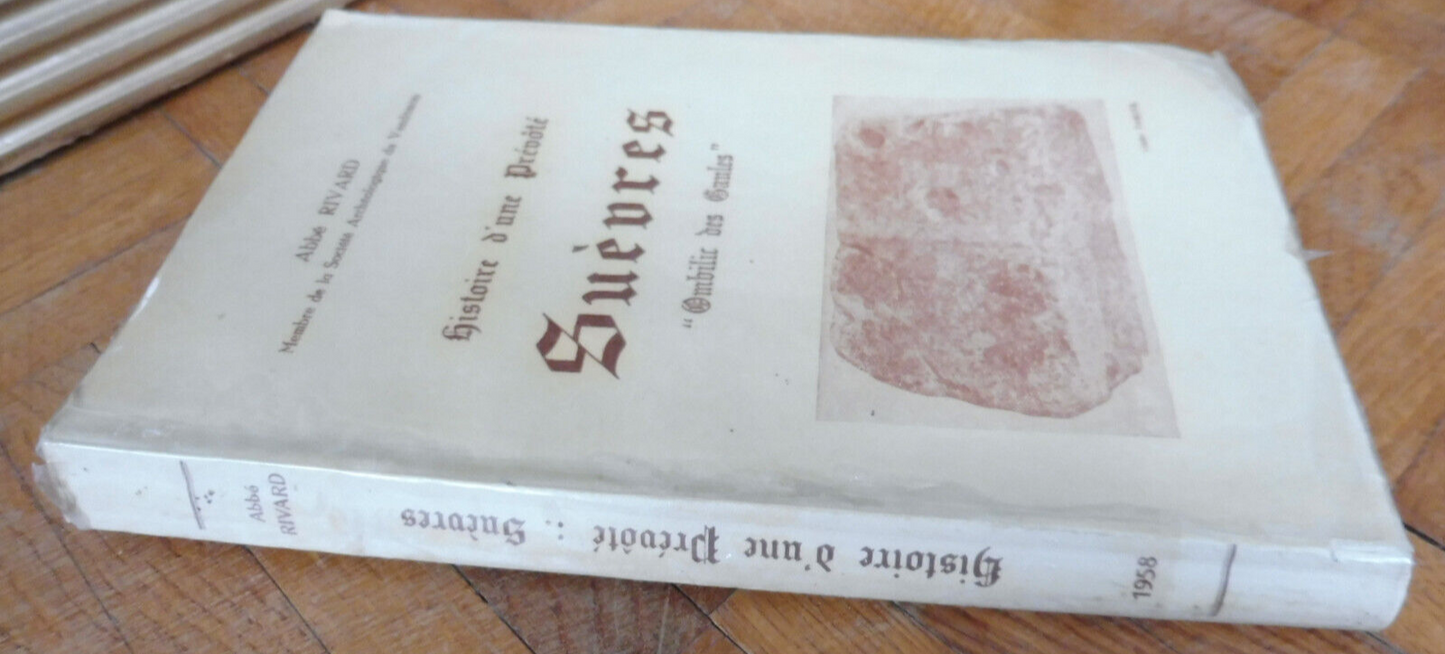 Abbé RIVARD
Membre de la Société Archéologique du Vendômois
Histoire d'une Prévôté
Suèvres
"Ombilic des Gaules"
Abbé
RIVARD
Histoire d'une Prévôté : Suèvres
1958